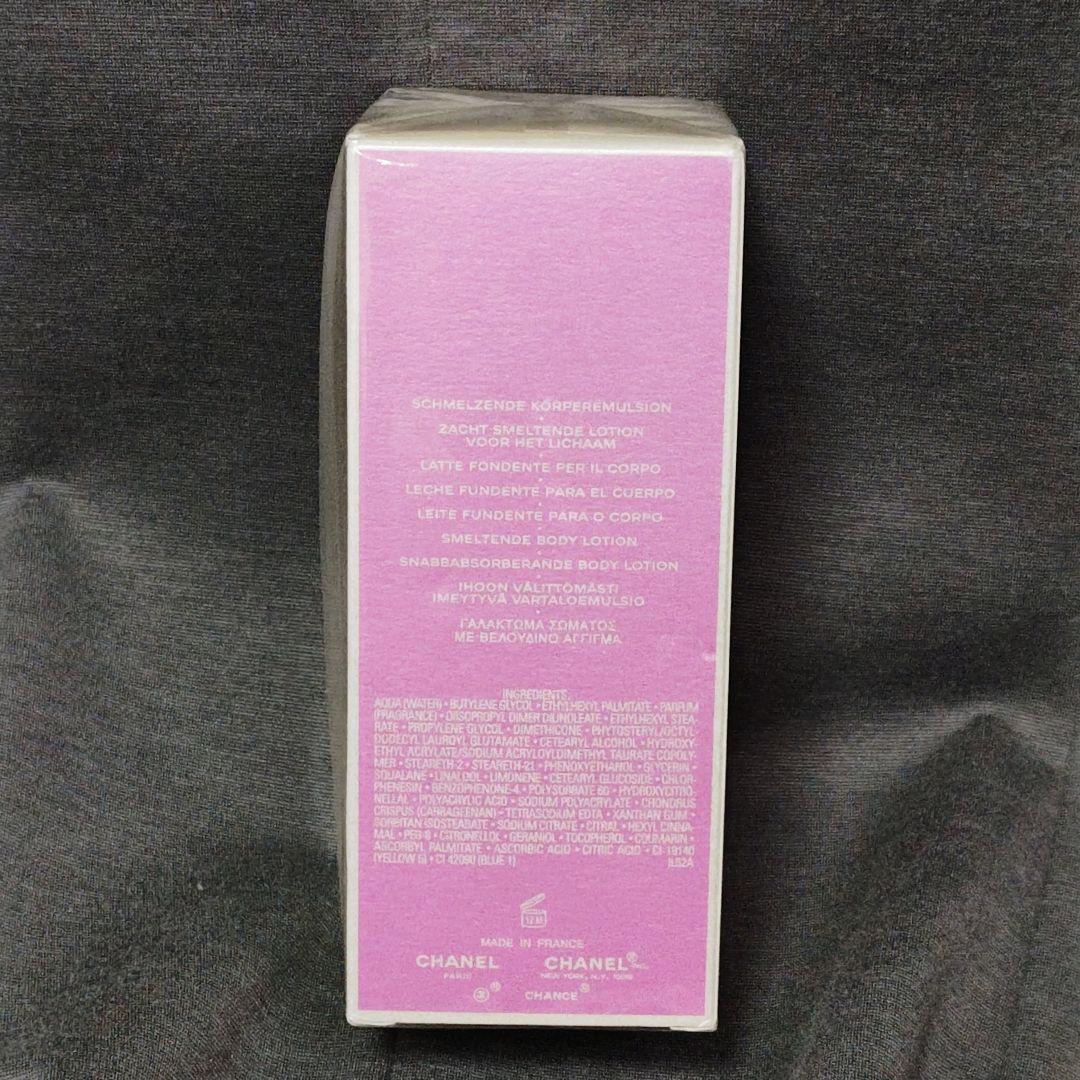 SCHMELZENDE KÖRPEREMULSION
•
ZACHT SMELTENDE LOTION
VOOR HET LICHAAM
•
LATTE FONDENTE PER IL CORPO
•
LECHE FUNDENTE PARA EL CUERPO
•
LEITE FUNDENTE PARA O CORPO
•
SMELTENDE BODY LOTION
•
SNABBABSORBERANDE BODY LOTION
•
IHOON VÄLITTÖMÄSTI
IMEYTYVÄ VARTALOEMULSIO
•
ΓΑΛΑΚΤΩΜΑ ΣΩΜΑΤΟΣ
ΜΕ ΒΕΛΟΥΔΙΝΟ ΑΓΓΙΓΜΑ
INGREDIENTS:
AQUA (WATER) • BUTYLENE GLYCOL • ETHYLHEXYL PALMITATE • PARFUM
(FRAGRANCE) • DIISOPROPYL DIMER DILINOLEATE • ETHYLHEXYL STEA-
RATE • PROPYLENE GLYCOL • DIMETHICONE • PHYTOSTERYL/OCTYL-
DODECYL LAUROYL GLUTAMATE • CETEARYL ALCOHOL • HYDROXY-
ETHYL ACRYLATE/SODIUM ACRYLOYLDIMETHYL TAURATE COPOLY-
MER • STEARETH-2 • STEARETH-21 • PHENOXYETHANOL • GLYCERIN •
SQUALANE • LINALOOL • LIMONENE • CETEARYL GLUCOSIDE • CHLOR-
PHENESIN • BENZOPHENONE-4 • POLYSORBATE 60 • HYDROXYCITRO-
NELLAL • POLYACRYLIC ACID • SODIUM POLYACRYLATE • CHONDRUS
CRISPUS (CARRAGEENAN) • TETRASODIUM EDTA • XANTHAN GUM •
SORBITAN ISOSTEARATE • SODIUM CITRATE • CITRAL • HEXYL CINNA-
MAL • PEG-8 • CITRONELLOL • GERANIOL • TOCOPHEROL • COUMARIN •
ASCORBYL PALMITATE • ASCORBIC ACID • CITRIC ACID • CI 19140
(YELLOW 5) • CI 42090 (BLUE 1) IL52A
12 M
MADE IN FRANCE
CHANEL CHANEL® INC.
PARIS NEW YORK, N.Y. 10019
® CHANCE®